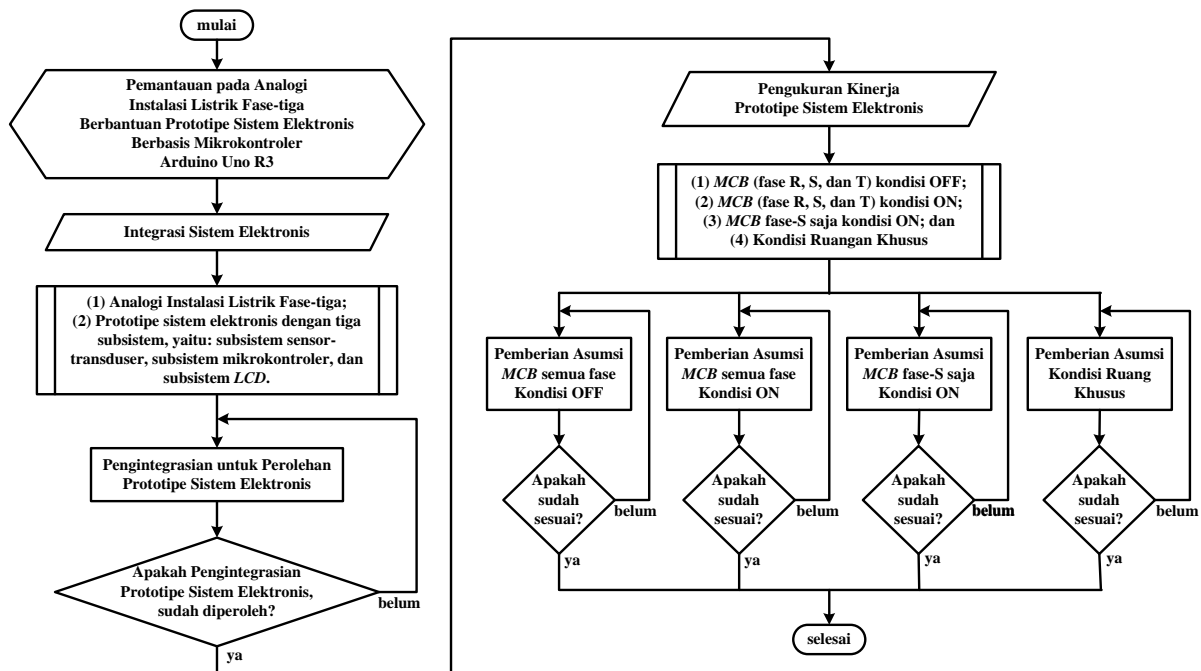 mulai
Pemantauan pada Analogi
Instalasi Listrik Fase-tiga
Berbantuan Prototipe Sistem Elektronis
Berbasis Mikrokontroler
Arduino Uno R3
Integrasi Sistem Elektronis
(1) Analogi Instalasi Listrik Fase-tiga;
(2) Prototipe sistem elektronis dengan tiga
subsistem, yaitu: subsistem sensor-
transduser, subsistem mikrokontroler, dan
subsistem LCD.
Pengintegrasian untuk Perolehan
Prototipe Sistem Elektronis
Apakah Pengintegrasian
Prototipe Sistem Elektronis,
sudah diperoleh?
belum
ya
Pengukuran Kinerja
Prototipe Sistem Elektronis
(1) MCB (fase R, S, dan T) kondisi OFF;
(2) MCB (fase R, S, dan T) kondisi ON;
(3) MCB fase-S saja kondisi ON; dan
(4) Kondisi Ruangan Khusus
Pemberian Asumsi
MCB semua fase
Kondisi OFF
Apakah
sudah
sesuai?
belum
ya
Pemberian Asumsi
MCB semua fase
Kondisi ON
Apakah
sudah
sesuai?
belum
ya
Pemberian Asumsi
MCB fase-S saja
Kondisi ON
Apakah
sudah
sesuai?
belum
ya
Pemberian Asumsi
Kondisi Ruang
Khusus
Apakah
sudah
sesuai?
belum
ya
selesai